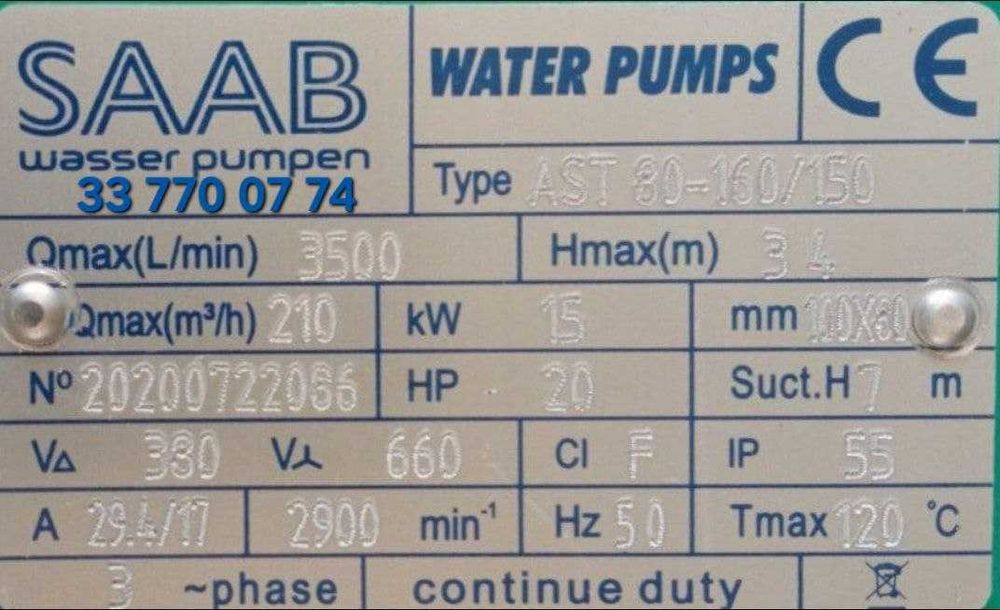 SAAB
wasser pumpen
33 770 07 74
WATER PUMPS
CE
Type AST 80-160/150
Qmax(L/min) 3500 Hmax(m) 34
Qmax(m³/h) 210 kW 15 mm
Nº 20200722066 HP 20 Suct.H 7 m
V∆ 380 V⅄ 660 Cl F IP 55
A 29.4/17 2900 min⁻¹ Hz 50 Tmax 120 °C
3 ~phase continue duty